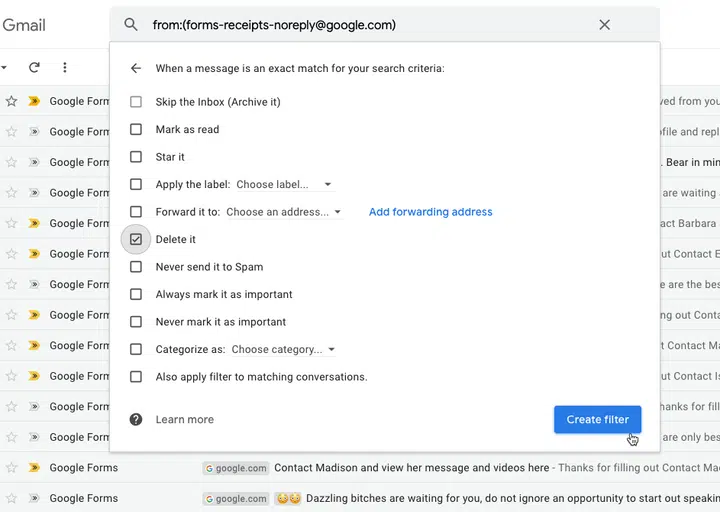 Gmail
from:(forms-receipts-noreply@google.com)
When a message is an exact match for your search criteria:
Google Form
Skip the Inbox (Archive it)
ved from you
Google Form
Mark as read
ofile and repl
Google Form
Star it
. Bear in min
Google Form
Apply the label: Choose label...
are waiting
Google Form
Forward it to: Choose an address...
Add forwarding address
act Barbara
Google Form
Delete it
out Contact E
Google Form
Never send it to Spam
e are the bes
Google Form
Always mark it as important
ng out Conta
Google Form
Never mark it as important
Contact Ma
Google Form
Categorize as: Choose category...
out Contact Is
Google Form
Also apply filter to matching conversations.
hanks for fill
Google Form
Learn more
Create filter
are only bes
Google Forms
google.com
Contact Madison and view her message and videos here - Thanks for filling out Contact Mad
Google Forms
google.com
😏😏 Dazzling bitches are waiting for you, do not ignore an opportunity to start out speakin